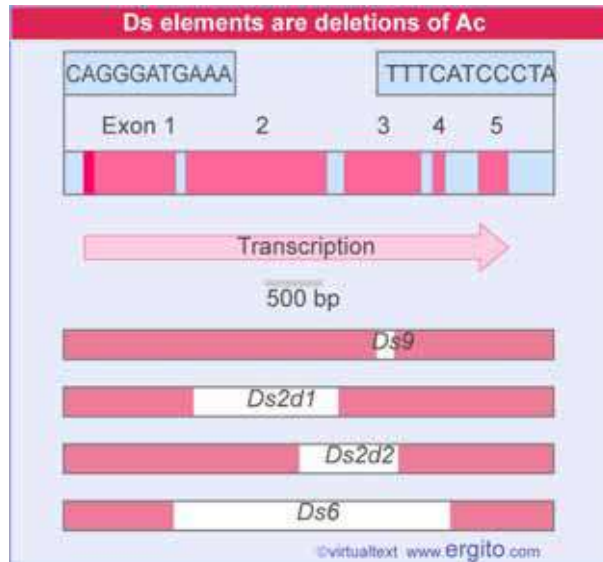 Ds elements are deletions of Ac
CAGGGATGAAA TTTCATCCCTA
Exon 1 2 3 4 5
Transcription
500 bp
Ds9
Ds2d1
Ds2d2
Ds6
©virtualtext www.ergito.com